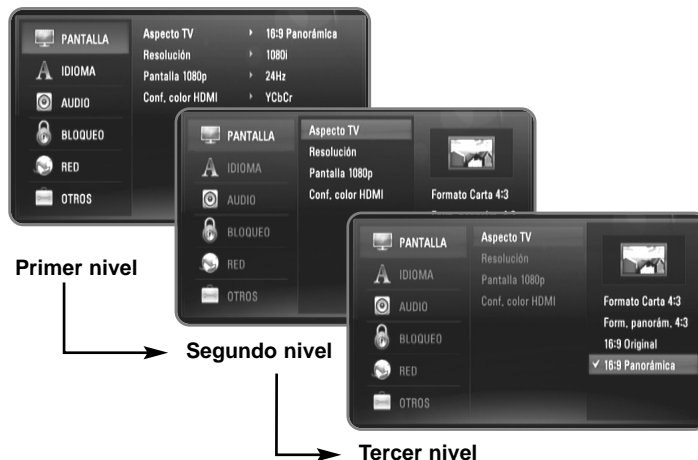 PANTALLA
IDIOMA
AUDIO
BLOQUEO
RED
OTROS
Aspecto TV 16:9 Panorámica
Resolución 1080i
Pantalla 1080p 24Hz
Conf. color HDMI YCbCr
Primer nivel
PANTALLA
IDIOMA
AUDIO
BLOQUEO
RED
OTROS
Aspecto TV
Resolución
Pantalla 1080p
Conf. color HDMI
Formato Carta 4:3
Segundo nivel
PANTALLA
IDIOMA
AUDIO
BLOQUEO
RED
OTROS
Aspecto TV
Resolución
Pantalla 1080p
Conf. color HDMI
Formato Carta 4:3
Form. panorám. 4:3
16:9 Original
✓ 16:9 Panorámica
Tercer nivel